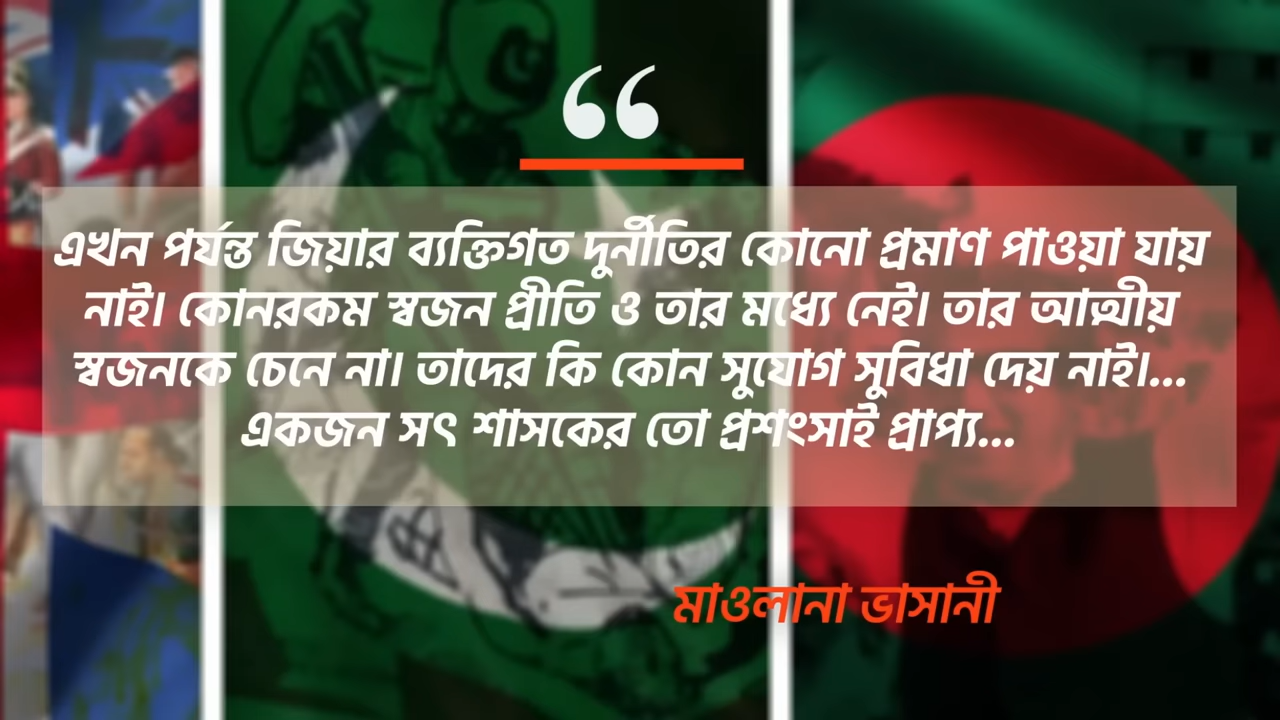 “
এখন পর্যন্ত জিয়ার ব্যক্তিগত দুর্নীতির কোনো প্রমাণ পাওয়া যায়
নাই। কোনরকম স্বজন প্রীতি ও তার মধ্যে নেই। তার আত্মীয়
স্বজনকে চেনে না। তাদের কি কোন সুযোগ সুবিধা দেয় নাই।...
একজন সৎ শাসকের তো প্রশংসাই প্রাপ্য...
মাওলানা ভাসানী